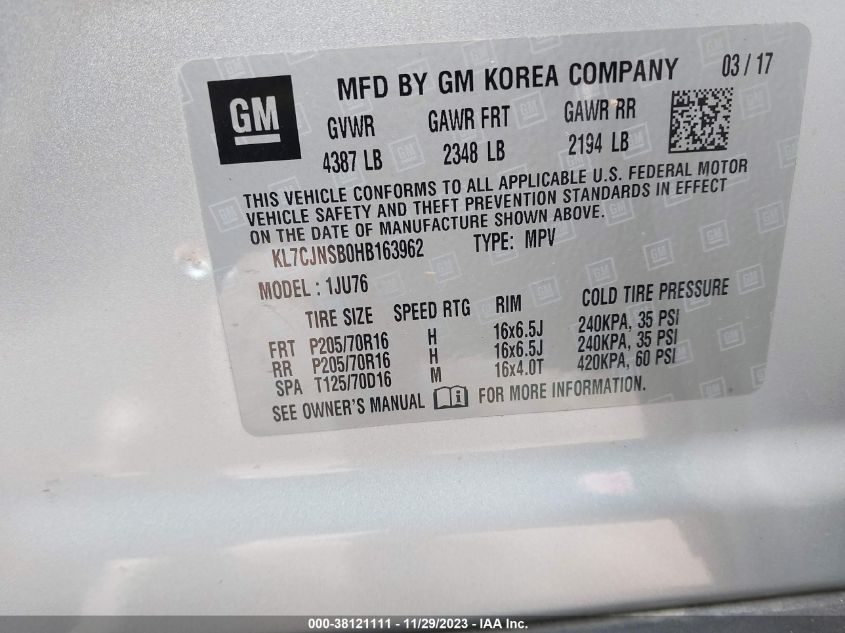 GM
MFD BY GM KOREA COMPANY 03 / 17
GVWR GAWR FRT GAWR RR
4387 LB 2348 LB 2194 LB
THIS VEHICLE CONFORMS TO ALL APPLICABLE U.S. FEDERAL MOTOR
VEHICLE SAFETY AND THEFT PREVENTION STANDARDS IN EFFECT
ON THE DATE OF MANUFACTURE SHOWN ABOVE.
KL7CJNSB0HB163962 TYPE: MPV
MODEL : 1JU76
TIRE SIZE SPEED RTG RIM COLD TIRE PRESSURE
FRT P205/70R16 H 16x6.5J 240KPA, 35 PSI
RR P205/70R16 H 16x6.5J 240KPA, 35 PSI
SPA T125/70D16 M 16x4.0T 420KPA, 60 PSI
SEE OWNER'S MANUAL FOR MORE INFORMATION.
000-38121111 - 11/29/2023 - IAA Inc.